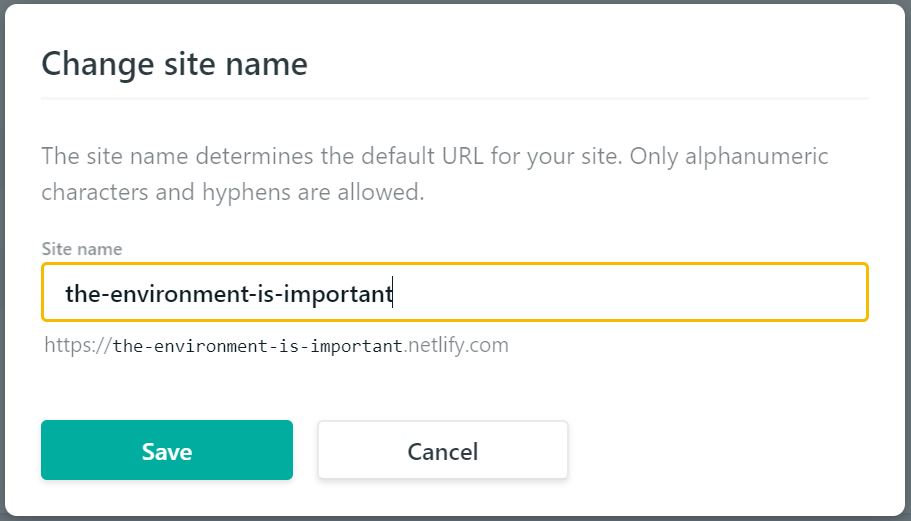 Change site name
The site name determines the default URL for your site. Only alphanumeric
characters and hyphens are allowed.
Site name
the-environment-is-important
https://the-environment-is-important.netlify.com
Save Cancel